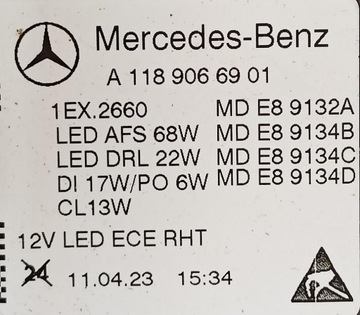 Mercedes-Benz
A 118 906 69 01
1EX.2660 MD E8 9132A
LED AFS 68W MD E8 9134B
LED DRL 22W MD E8 9134C
DI 17W/PO 6W MD E8 9134D
CL13W
12V LED ECE RHT
24 11.04.23 15:34